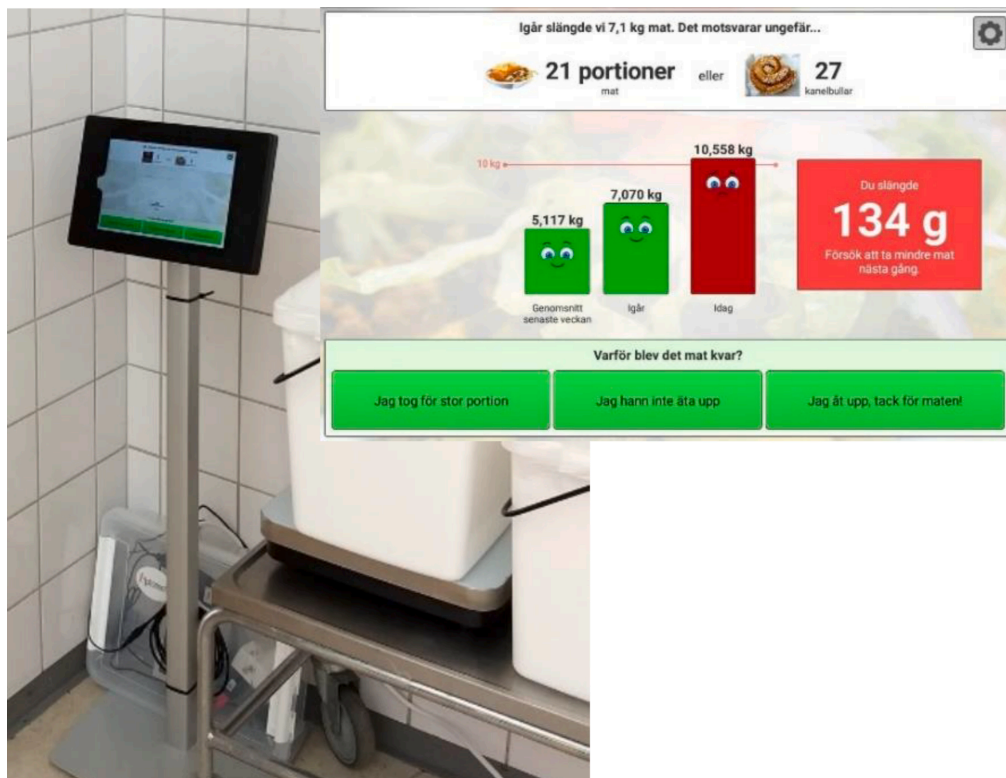 Igår slängde vi 7,1 kg mat. Det motsvarar ungefär...
21 portioner
mat
eller
27
kanelbullar
10 kg
5,117 kg
7,070 kg
10,558 kg
Genomsnitt
senaste veckan
Igår
Idag
Du slängde
134 g
Försök att ta mindre mat
nästa gång.
Varför blev det mat kvar?
Jag tog för stor portion
Jag hann inte äta upp
Jag åt upp, tack för maten!